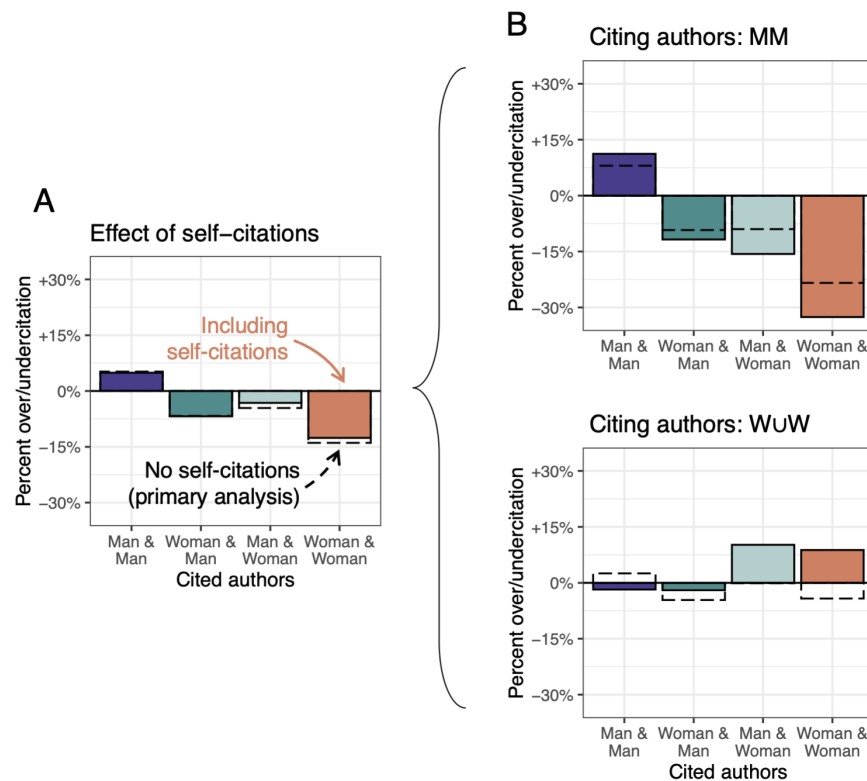 A
Effect of self−citations
Percent over/undercitation
+30%
+15%
0%
−15%
−30%
Including
self−citations
No self−citations
(primary analysis)
Man &
Man
Woman &
Man
Man &
Woman
Woman &
Woman
Cited authors
B
Citing authors: MM
Percent over/undercitation
+30%
+15%
0%
−15%
−30%
Man &
Man
Woman &
Man
Man &
Woman
Woman &
Woman
Citing authors: W∪W
Percent over/undercitation
+30%
+15%
0%
−15%
−30%
Man &
Man
Woman &
Man
Man &
Woman
Woman &
Woman
Cited authors